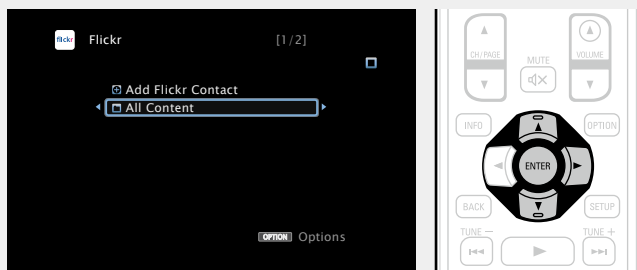 flickr Flickr [1/2]
Add Flickr Contact
All Content
OPTION Options
CH/PAGE MUTE VOLUME
INFO OPTION
ENTER
BACK SETUP
TUNE − TUNE +